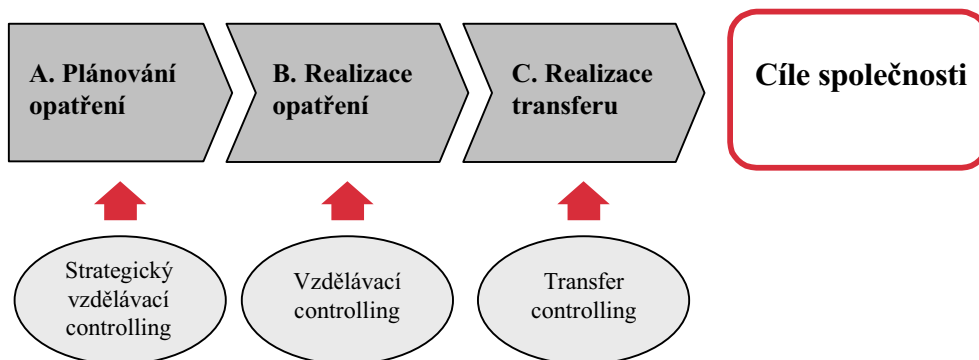 A. Plánování
opatření
B. Realizace
opatření
C. Realizace
transferu
Cíle společnosti
Strategický
vzdělávací
controlling
Vzdělávací
controlling
Transfer
controlling